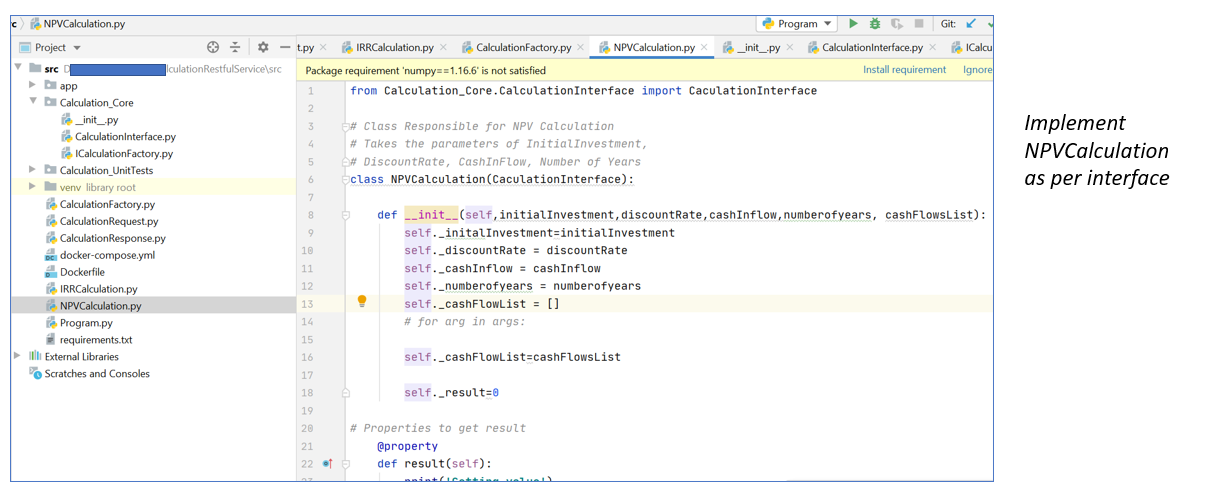 rc > NPVCalculation.py
Program
Git:
Project
t.py
IRRCalculation.py
CalculationFactory.py
NPVCalculation.py
__init__.py
CalculationInterface.py
ICalcu
src D lculationRestfulService\src
app
Calculation_Core
__init__.py
CalculationInterface.py
ICalculationFactory.py
Calculation_UnitTests
venv library root
CalculationFactory.py
CalculationRequest.py
CalculationResponse.py
docker-compose.yml
Dockerfile
IRRCalculation.py
NPVCalculation.py
Program.py
requirements.txt
External Libraries
Scratches and Consoles
Package requirement 'numpy==1.16.6' is not satisfied
Install requirement
Ignore
1 from Calculation_Core.CalculationInterface import CaculationInterface
2
3 # Class Responsible for NPV Calculation
4 # Takes the parameters of InitialInvestment,
5 # DiscountRate, CashInFlow, Number of Years
6 class NPVCalculation(CaculationInterface):
7
8 def __init__(self,initialInvestment,discountRate,cashInflow,numberofyears, cashFlowsList):
9 self._initalInvestment=initialInvestment
10 self._discountRate = discountRate
11 self._cashInflow = cashInflow
12 self._numberofyears = numberofyears
13 self._cashFlowList = []
14 # for arg in args:
15
16 self._cashFlowList=cashFlowsList
17
18 self._result=0
19
20 # Properties to get result
21 @property
22 def result(self):
23 print('Getting value')
Implement
NPVCalculation
as per interface